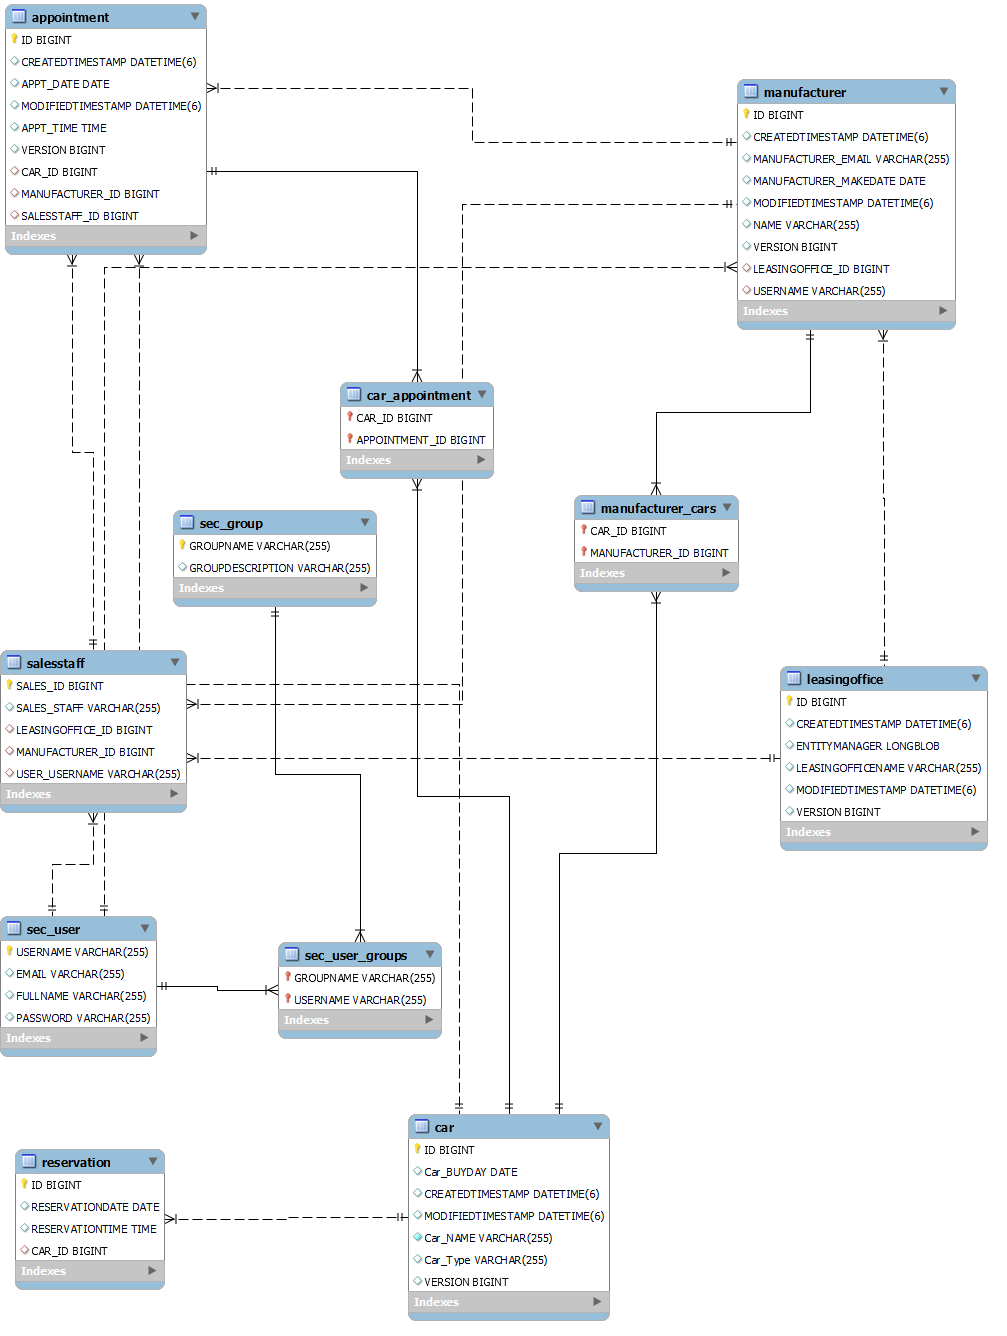 appointment
ID BIGINT
CREATEDTIMESTAMP DATETIME(6)
APPT_DATE DATE
MODIFIEDTIMESTAMP DATETIME(6)
APPT_TIME TIME
VERSION BIGINT
CAR_ID BIGINT
MANUFACTURER_ID BIGINT
SALESSTAFF_ID BIGINT
Indexes
manufacturer
ID BIGINT
CREATEDTIMESTAMP DATETIME(6)
MANUFACTURER_EMAIL VARCHAR(255)
MANUFACTURER_MAKEDATE DATE
MODIFIEDTIMESTAMP DATETIME(6)
NAME VARCHAR(255)
VERSION BIGINT
LEASINGOFFICE_ID BIGINT
USERNAME VARCHAR(255)
Indexes
car_appointment
CAR_ID BIGINT
APPOINTMENT_ID BIGINT
Indexes
manufacturer_cars
CAR_ID BIGINT
MANUFACTURER_ID BIGINT
Indexes
sec_group
GROUPNAME VARCHAR(255)
GROUPDESCRIPTION VARCHAR(255)
Indexes
salesstaff
SALES_ID BIGINT
SALES_STAFF VARCHAR(255)
LEASINGOFFICE_ID BIGINT
MANUFACTURER_ID BIGINT
USER_USERNAME VARCHAR(255)
Indexes
leasingoffice
ID BIGINT
CREATEDTIMESTAMP DATETIME(6)
ENTITYMANAGER LONGBLOB
LEASINGOFFICENAME VARCHAR(255)
MODIFIEDTIMESTAMP DATETIME(6)
VERSION BIGINT
Indexes
sec_user
USERNAME VARCHAR(255)
EMAIL VARCHAR(255)
FULLNAME VARCHAR(255)
PASSWORD VARCHAR(255)
Indexes
sec_user_groups
GROUPNAME VARCHAR(255)
USERNAME VARCHAR(255)
Indexes
car
ID BIGINT
Car_BUYDAY DATE
CREATEDTIMESTAMP DATETIME(6)
MODIFIEDTIMESTAMP DATETIME(6)
Car_NAME VARCHAR(255)
Car_Type VARCHAR(255)
VERSION BIGINT
Indexes
reservation
ID BIGINT
RESERVATIONDATE DATE
RESERVATIONTIME TIME
CAR_ID BIGINT
Indexes